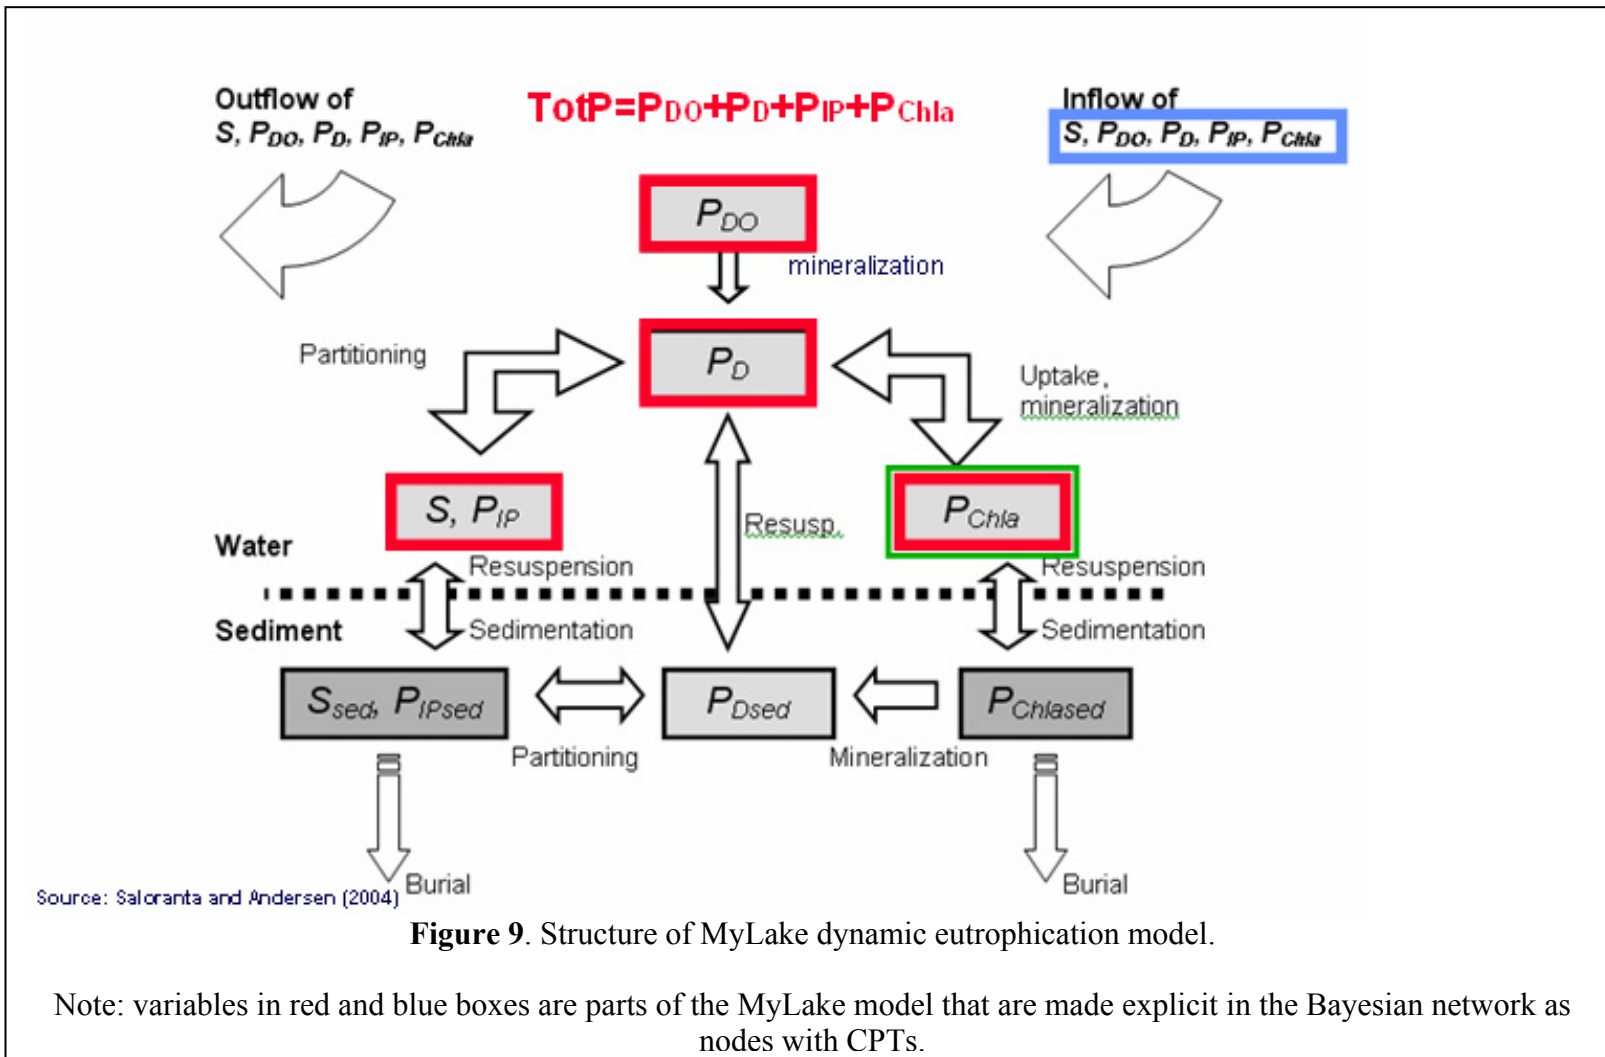 Outflow of
S, PDO, PD, PIP, PChla
TotP=PDO+PD+PIP+PChla
Inflow of
S, PDO, PD, PIP, PChla
PDO
mineralization
Partitioning
PD
Uptake,
mineralization
S, PIP
Resusp.
PChla
Water
Resuspension
Resuspension
Sediment
Sedimentation
Sedimentation
Ssed, PIPsed
PDsed
PChlased
Partitioning
Mineralization
Burial
Burial
Source: Saloranta and Andersen (2004)
Figure 9. Structure of MyLake dynamic eutrophication model.
Note: variables in red and blue boxes are parts of the MyLake model that are made explicit in the Bayesian network as
nodes with CPTs.